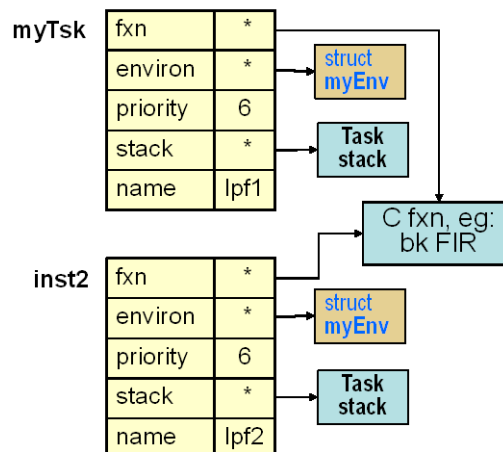 myTsk
fxn *
environ *
priority 6
stack *
name lpf1
struct
myEnv
Task
stack
C fxn, eg:
bk FIR
inst2
fxn *
environ *
priority 6
stack *
name lpf2
struct
myEnv
Task
stack